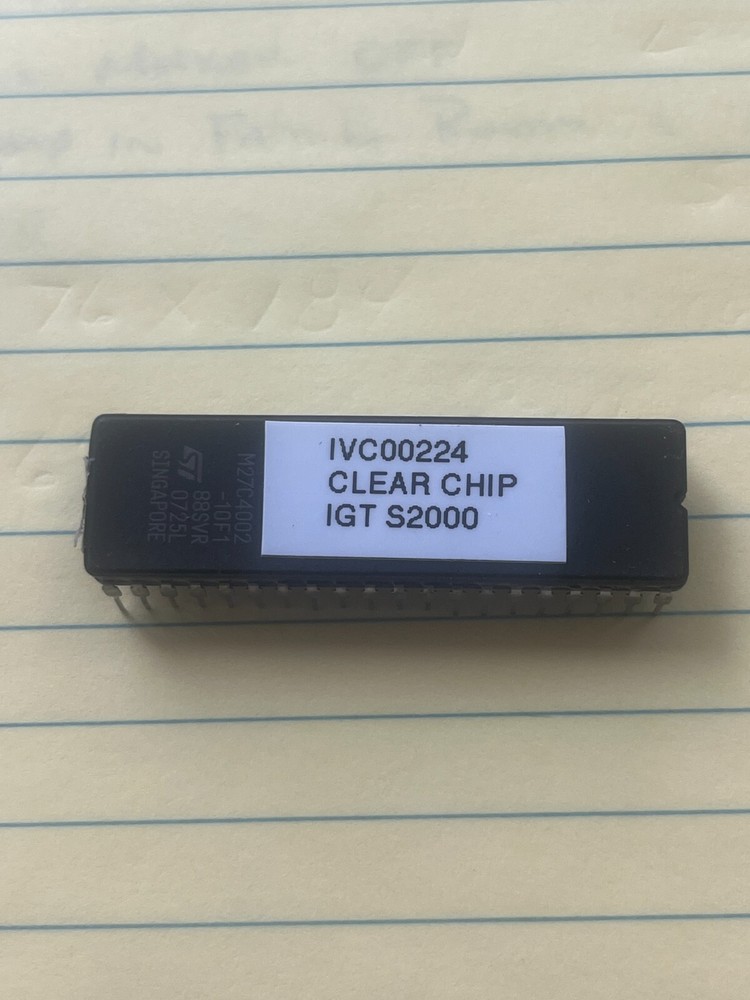 IVC00224
CLEAR CHIP
IGT S2000
M27C4002
-10F1
88SVR
0725L
SINGAPORE